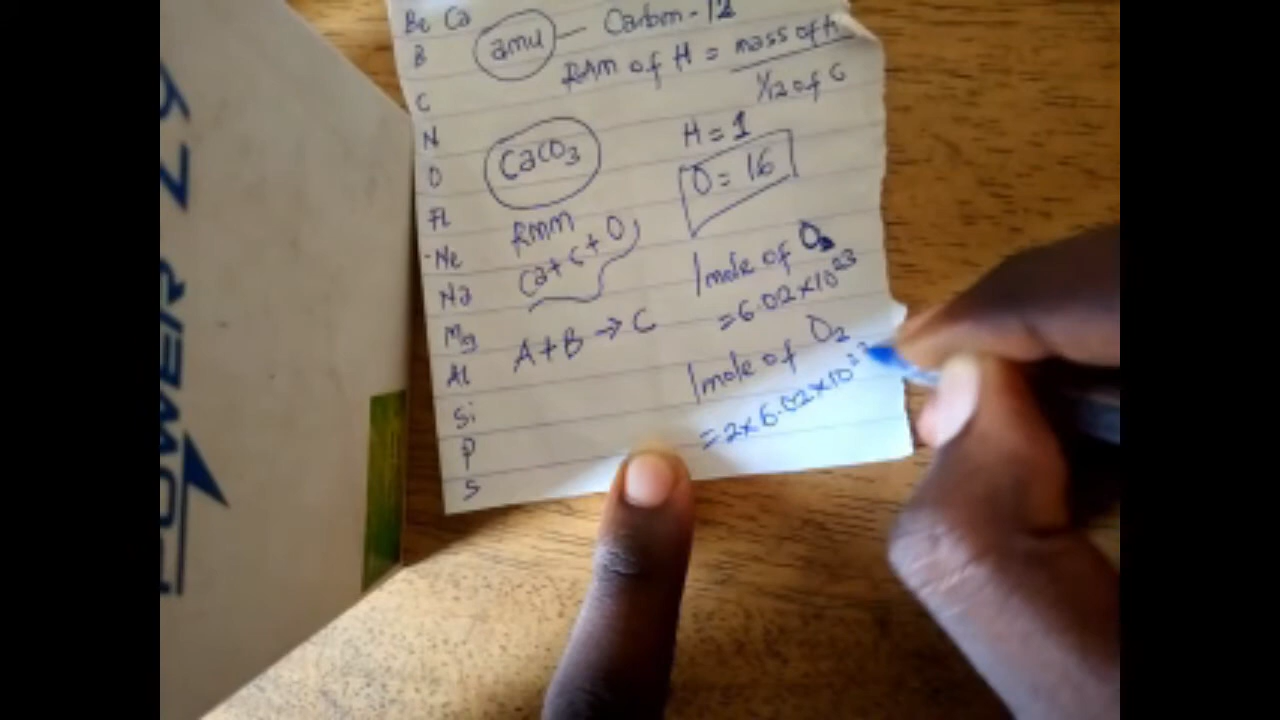 Be Ca
B
C
N
O
Fl
Ne
Na
Mg
Al
Si
P
S
amu — Carbon - 12
RAM of H = mass of H
1/12 of C
CaCO3
H = 1
O = 16
RMM
Ca + C + O
A + B → C
1 mole of O
= 6.02 × 10²³
1 mole of O2
= 2 × 6.02 × 10²³
POWER